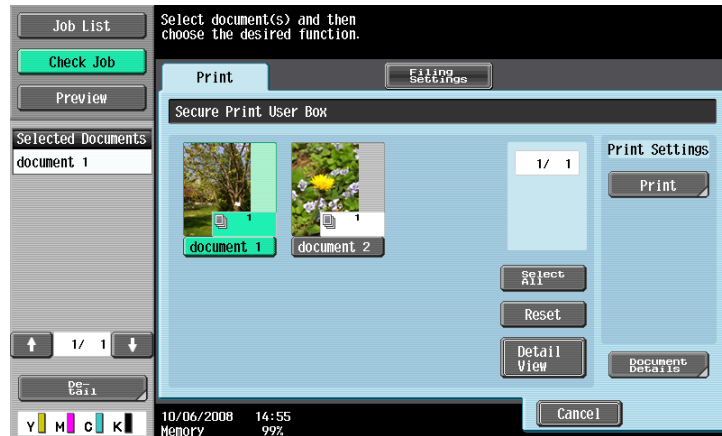 Job List
Check Job
Preview
Selected Documents
document 1
1/ 1
De-
tail
Y M C K
Select document(s) and then
choose the desired function.
Print
Filing
Settings
Secure Print User Box
1
document 1
1
document 2
1/ 1
Select
All
Reset
Detail
View
Print Settings
Print
Document
Details
Cancel
10/06/2008 14:55
Memory 99%